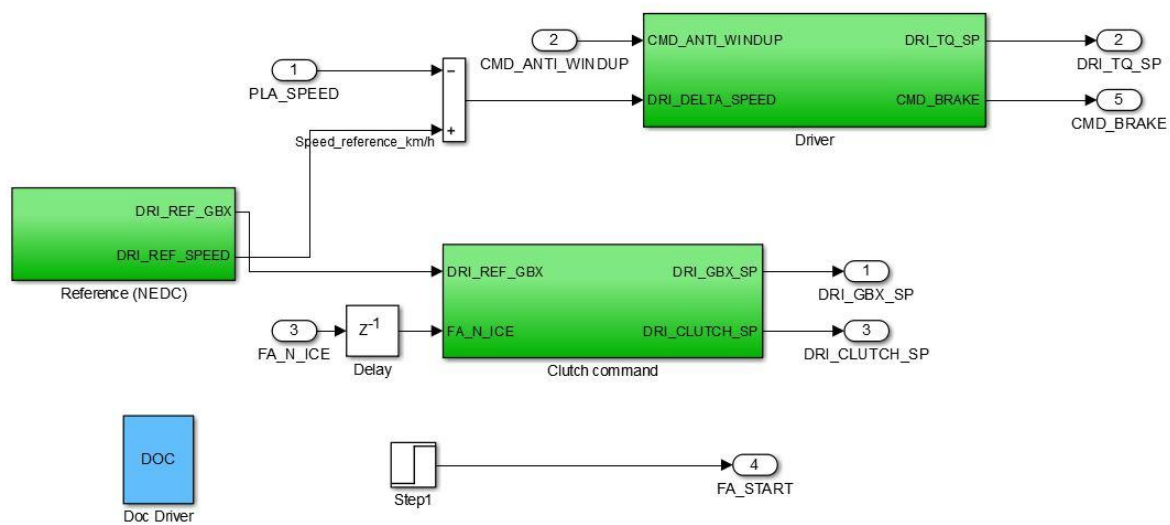 2
CMD_ANTI_WINDUP
CMD_ANTI_WINDUP
DRI_TQ_SP
2
DRI_TQ_SP
1
PLA_SPEED
−
DRI_DELTA_SPEED
CMD_BRAKE
5
CMD_BRAKE
+
Speed_reference_km/h
Driver
DRI_REF_GBX
DRI_REF_SPEED
Reference (NEDC)
DRI_REF_GBX
DRI_GBX_SP
1
DRI_GBX_SP
3
FA_N_ICE
Z-1
Delay
FA_N_ICE
DRI_CLUTCH_SP
3
DRI_CLUTCH_SP
Clutch command
DOC
Doc Driver
Step1
4
FA_START